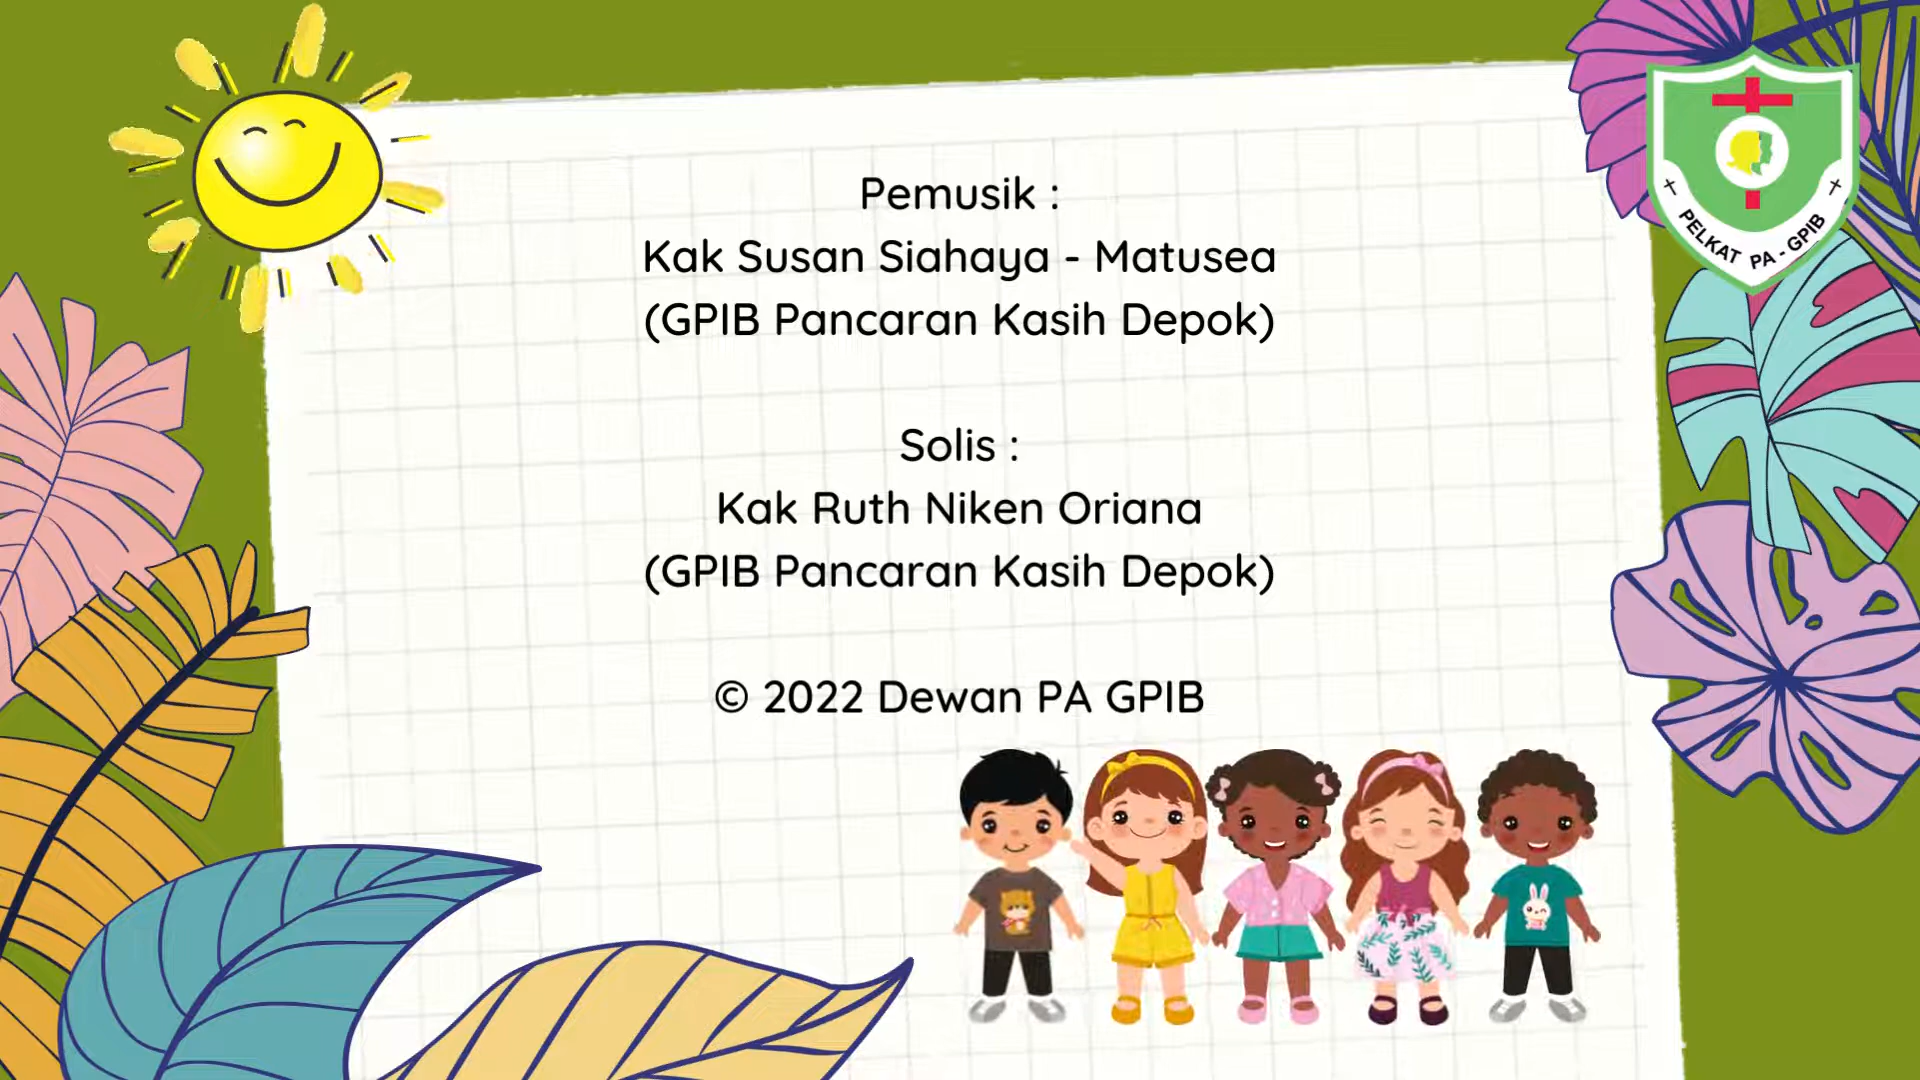 Pemusik :
Kak Susan Siahaya - Matusea
(GPIB Pancaran Kasih Depok)
Solis :
Kak Ruth Niken Oriana
(GPIB Pancaran Kasih Depok)
© 2022 Dewan PA GPIB
PELKAT PA - GPIB